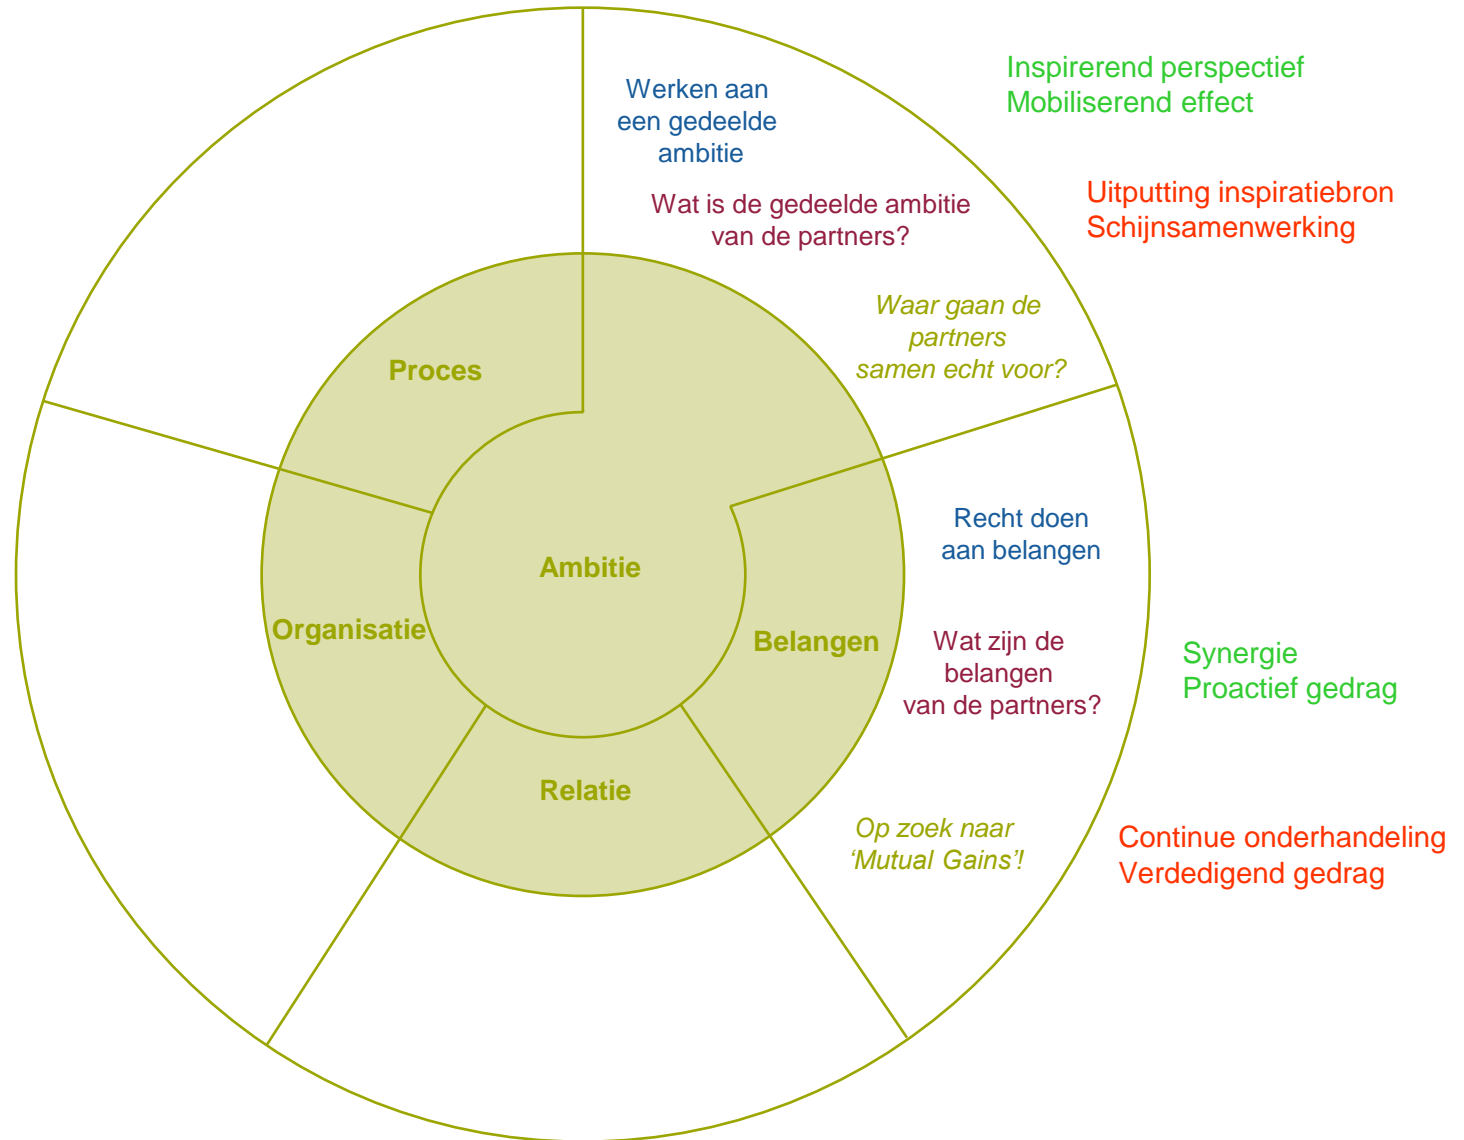 Inspirerend perspectief
Mobiliserend effect
Werken aan
een gedeelde
ambitie
Uitputting inspiratiebron
Schijnsamenwerking
Wat is de gedeelde ambitie
van de partners?
Waar gaan de
partners
samen echt voor?
Proces
Recht doen
aan belangen
Ambitie
Organisatie
Belangen
Wat zijn de
belangen
van de partners?
Synergie
Proactief gedrag
Relatie
Op zoek naar
‘Mutual Gains’!
Continue onderhandeling
Verdedigend gedrag